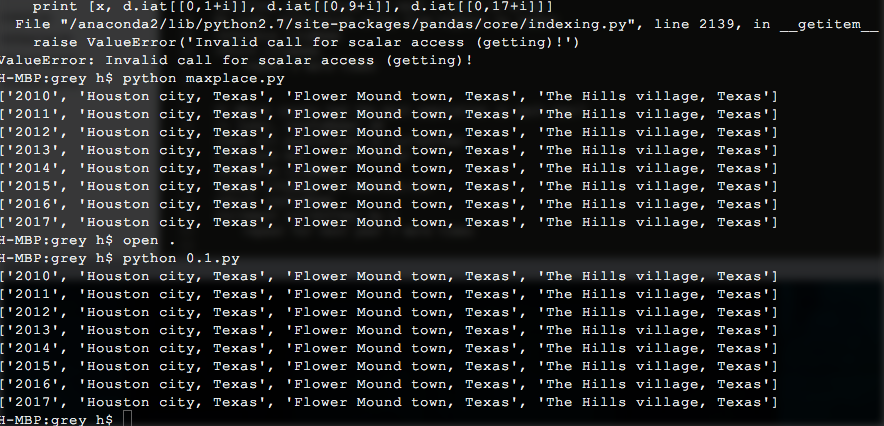 print [x, d.iat[[0,1+i]], d.iat[[0,9+i]], d.iat[[0,17+i]]]
File "/anaconda2/lib/python2.7/site-packages/pandas/core/indexing.py", line 2139, in __getitem__
raise ValueError('Invalid call for scalar access (getting)!')
ValueError: Invalid call for scalar access (getting)!
H-MBP:grey h$ python maxplace.py
['2010', 'Houston city, Texas', 'Flower Mound town, Texas', 'The Hills village, Texas']
['2011', 'Houston city, Texas', 'Flower Mound town, Texas', 'The Hills village, Texas']
['2012', 'Houston city, Texas', 'Flower Mound town, Texas', 'The Hills village, Texas']
['2013', 'Houston city, Texas', 'Flower Mound town, Texas', 'The Hills village, Texas']
['2014', 'Houston city, Texas', 'Flower Mound town, Texas', 'The Hills village, Texas']
['2015', 'Houston city, Texas', 'Flower Mound town, Texas', 'The Hills village, Texas']
['2016', 'Houston city, Texas', 'Flower Mound town, Texas', 'The Hills village, Texas']
['2017', 'Houston city, Texas', 'Flower Mound town, Texas', 'The Hills village, Texas']
H-MBP:grey h$ open .
H-MBP:grey h$ python 0.1.py
['2010', 'Houston city, Texas', 'Flower Mound town, Texas', 'The Hills village, Texas']
['2011', 'Houston city, Texas', 'Flower Mound town, Texas', 'The Hills village, Texas']
['2012', 'Houston city, Texas', 'Flower Mound town, Texas', 'The Hills village, Texas']
['2013', 'Houston city, Texas', 'Flower Mound town, Texas', 'The Hills village, Texas']
['2014', 'Houston city, Texas', 'Flower Mound town, Texas', 'The Hills village, Texas']
['2015', 'Houston city, Texas', 'Flower Mound town, Texas', 'The Hills village, Texas']
['2016', 'Houston city, Texas', 'Flower Mound town, Texas', 'The Hills village, Texas']
['2017', 'Houston city, Texas', 'Flower Mound town, Texas', 'The Hills village, Texas']
H-MBP:grey h$